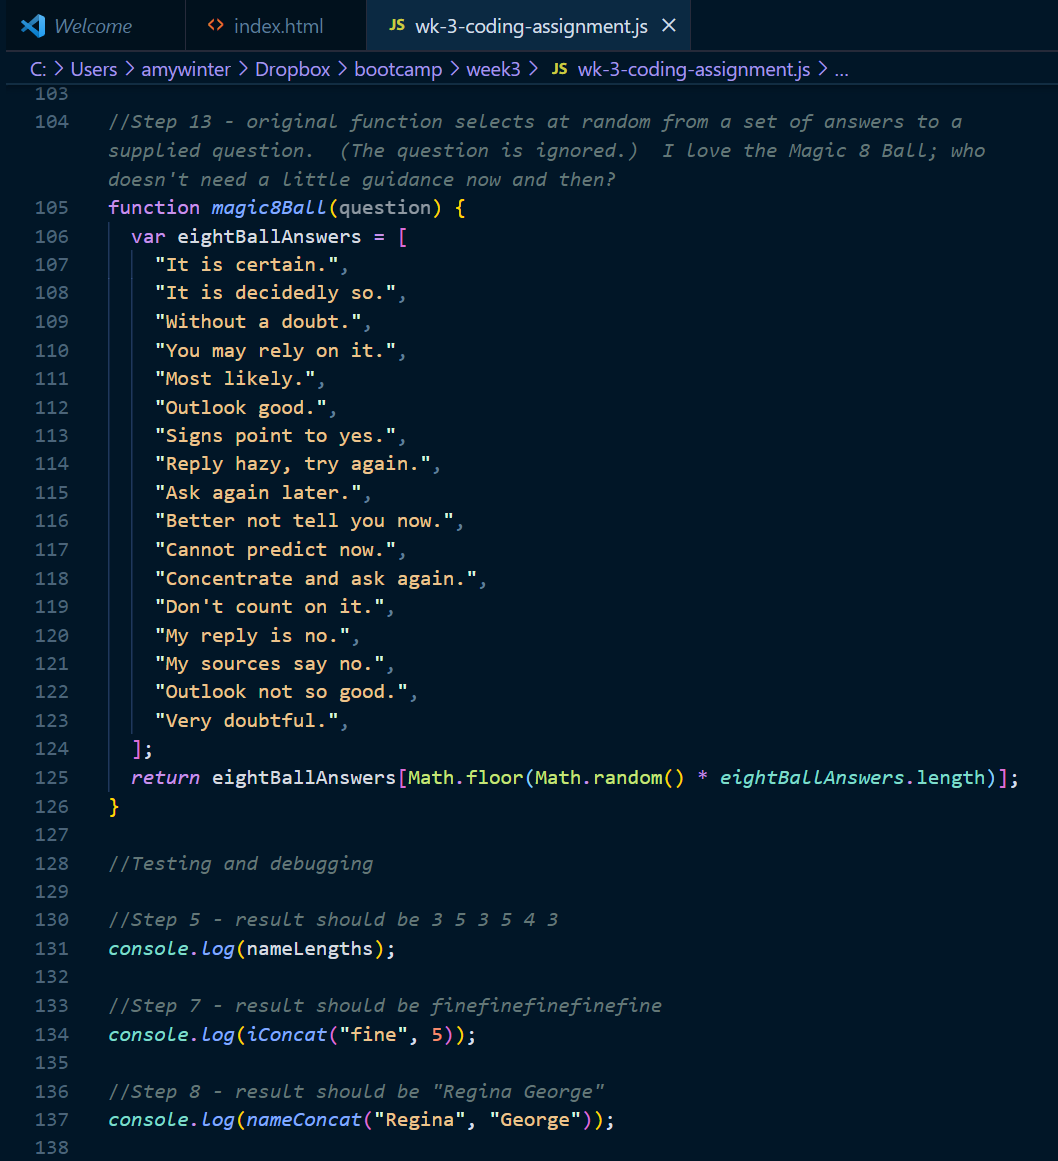 Welcome
<> index.html
JS wk-3-coding-assignment.js ×
C: > Users > amywinter > Dropbox > bootcamp > week3 > JS wk-3-coding-assignment.js > ...
103
104 //Step 13 - original function selects at random from a set of answers to a
supplied question.  (The question is ignored.)  I love the Magic 8 Ball; who
doesn't need a little guidance now and then?
105 function magic8Ball(question) {
106   var eightBallAnswers = [
107     "It is certain.",
108     "It is decidedly so.",
109     "Without a doubt.",
110     "You may rely on it.",
111     "Most likely.",
112     "Outlook good.",
113     "Signs point to yes.",
114     "Reply hazy, try again.",
115     "Ask again later.",
116     "Better not tell you now.",
117     "Cannot predict now.",
118     "Concentrate and ask again.",
119     "Don't count on it.",
120     "My reply is no.",
121     "My sources say no.",
122     "Outlook not so good.",
123     "Very doubtful.",
124   ];
125   return eightBallAnswers[Math.floor(Math.random() * eightBallAnswers.length)];
126 }
127
128 //Testing and debugging
129
130 //Step 5 - result should be 3 5 3 5 4 3
131 console.log(nameLengths);
132
133 //Step 7 - result should be finefinefinefinefine
134 console.log(iConcat("fine", 5));
135
136 //Step 8 - result should be "Regina George"
137 console.log(nameConcat("Regina", "George"));
138